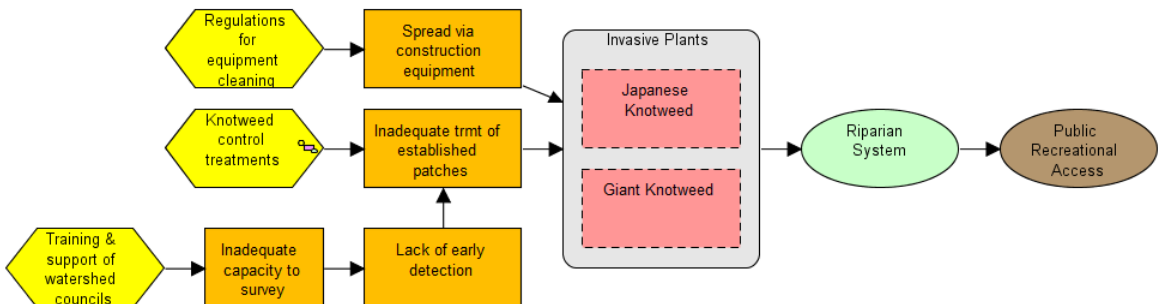 Regulations
for
equipment
cleaning
Spread via
construction
equipment
Invasive Plants
Japanese
Knotweed
Knotweed
control
treatments
Inadequate trmt of
established
patches
Riparian
System
Public
Recreational
Access
Giant Knotweed
Training &
support of
watershed
councils
Inadequate
capacity to
survey
Lack of early
detection